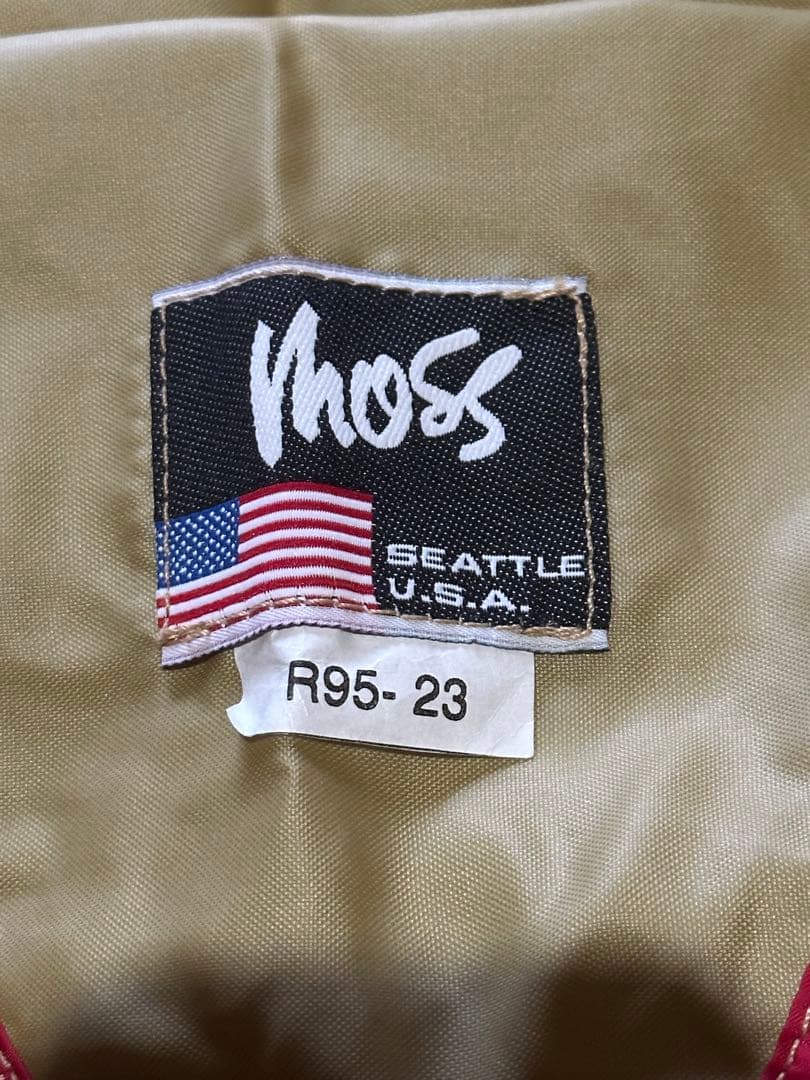 moss
SEATTLE
U.S.A.
R95- 23